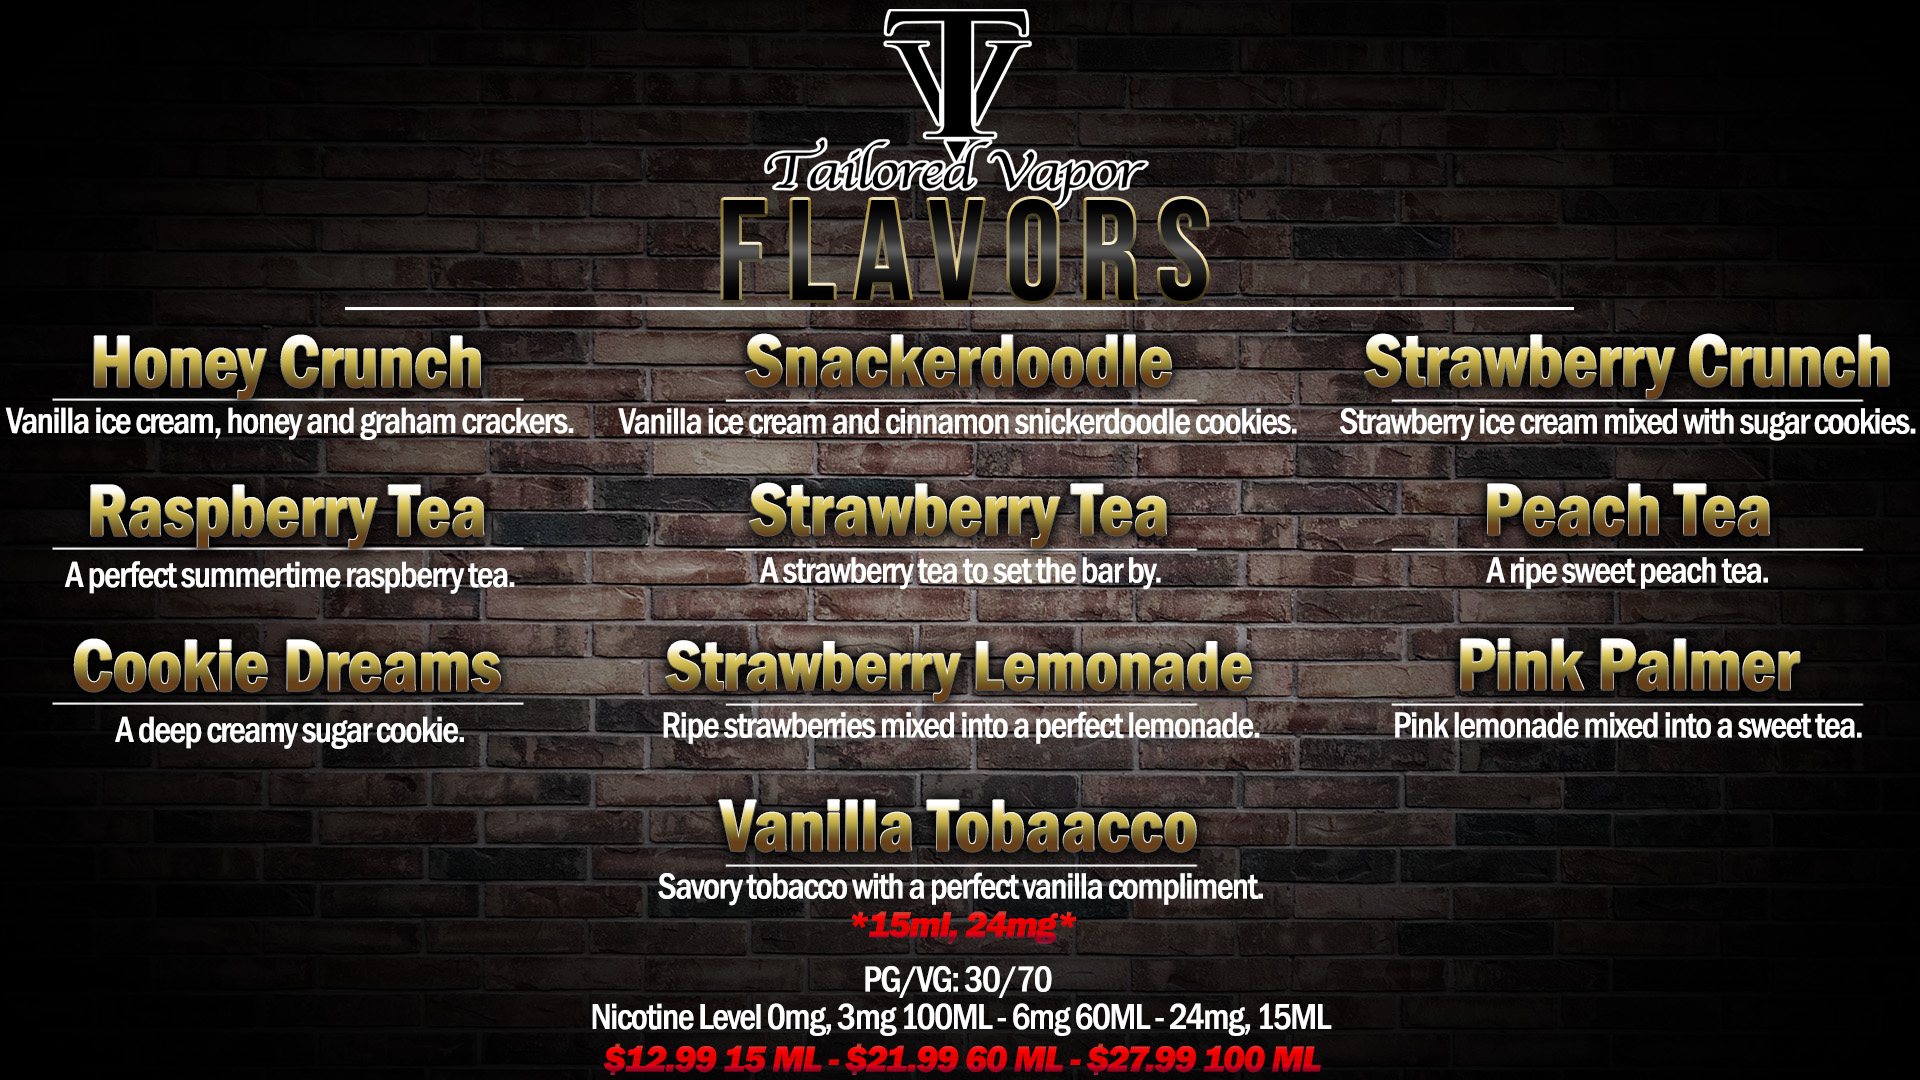 TV
Tailored Vapor
FLAVORS
Honey Crunch
Vanilla ice cream, honey and graham crackers.
Snackerdoodle
Vanilla ice cream and cinnamon snickerdoodle cookies.
Strawberry Crunch
Strawberry ice cream mixed with sugar cookies.
Raspberry Tea
A perfect summertime raspberry tea.
Strawberry Tea
A strawberry tea to set the bar by.
Peach Tea
A ripe sweet peach tea.
Cookie Dreams
A deep creamy sugar cookie.
Strawberry Lemonade
Ripe strawberries mixed into a perfect lemonade.
Pink Palmer
Pink lemonade mixed into a sweet tea.
Vanilla Tobaacco
Savory tobacco with a perfect vanilla compliment.
*15ml, 24mg*
PG/VG: 30/70
Nicotine Level 0mg, 3mg 100ML - 6mg 60ML - 24mg, 15ML
$12.99 15 ML - $21.99 60 ML - $27.99 100 ML